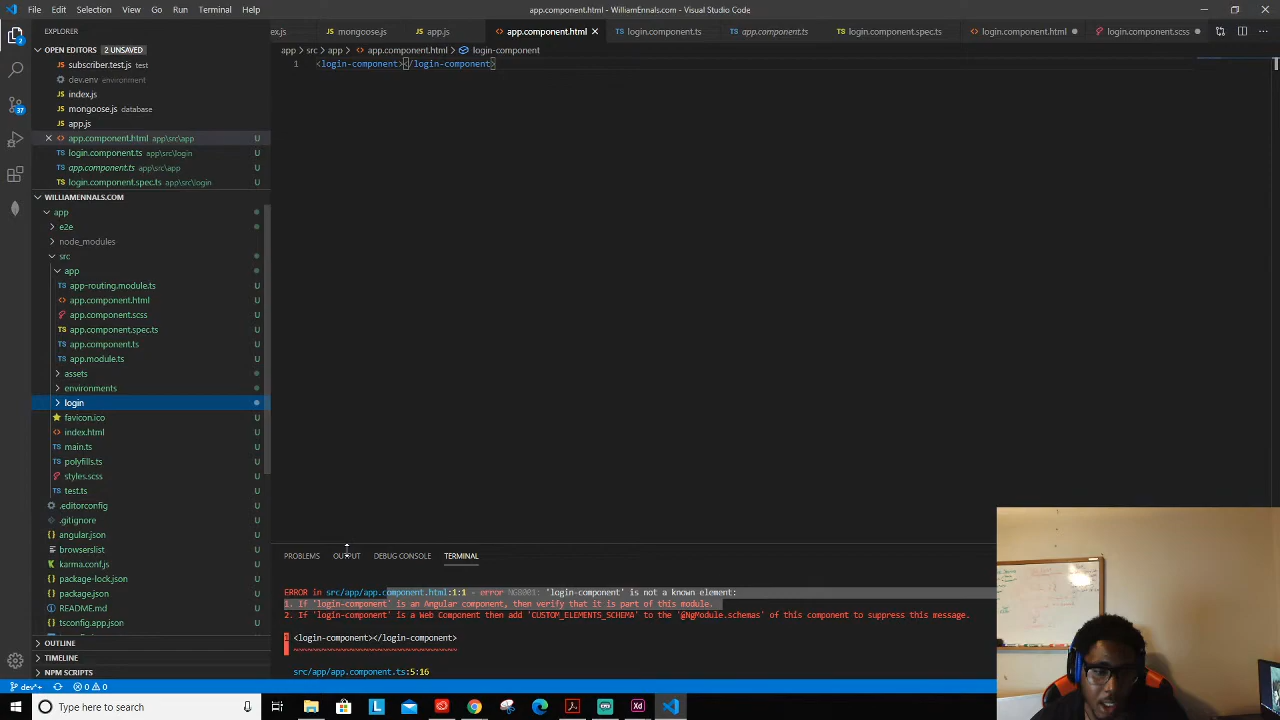 File Edit Selection View Go Run Terminal Help
app.component.html - WilliamEnnals.com - Visual Studio Code
EXPLORER
ex.js mongoose.js app.js app.component.html login.component.ts app.component.ts login.component.spec.ts login.component.html login.component.scss
OPEN EDITORS 2 UNSAVED
app > src > app > app.component.html > login-component
subscriber.test.js
dev.env environment
index.js
mongoose.js database
app.js
app.component.html app\src\app U
login.component.ts app\src\login U
app.component.ts app\src\app U
login.component.spec.ts app\src\login U
1 <login-component></login-component>
WILLIAMENNALS.COM
app
e2e
node_modules
src
app
app-routing.module.ts U
app.component.html U
app.component.scss U
app.component.spec.ts U
app.component.ts U
app.module.ts U
assets
environments
login
favicon.ico U
index.html U
main.ts U
polyfills.ts U
styles.scss U
test.ts U
.editorconfig U
.gitignore U
angular.json U
browserslist U
karma.conf.js U
package-lock.json U
package.json U
README.md U
tsconfig.app.json U
OUTLINE
TIMELINE
NPM SCRIPTS
2
37
PROBLEMS OUTPUT DEBUG CONSOLE TERMINAL
ERROR in src/app/app.component.html:1:1 - error NG8001: 'login-component' is not a known element:
1. If 'login-component' is an Angular component, then verify that it is part of this module.
2. If 'login-component' is a Web Component then add 'CUSTOM_ELEMENTS_SCHEMA' to the '@NgModule.schemas' of this component to suppress this message.
1 <login-component></login-component>
~~~~~~~~~~~~~~~~~~~~~~~~~~~~~~~~~~~
src/app/app.component.ts:5:16
dev*+ 0 0
Type here to search
L
Xd